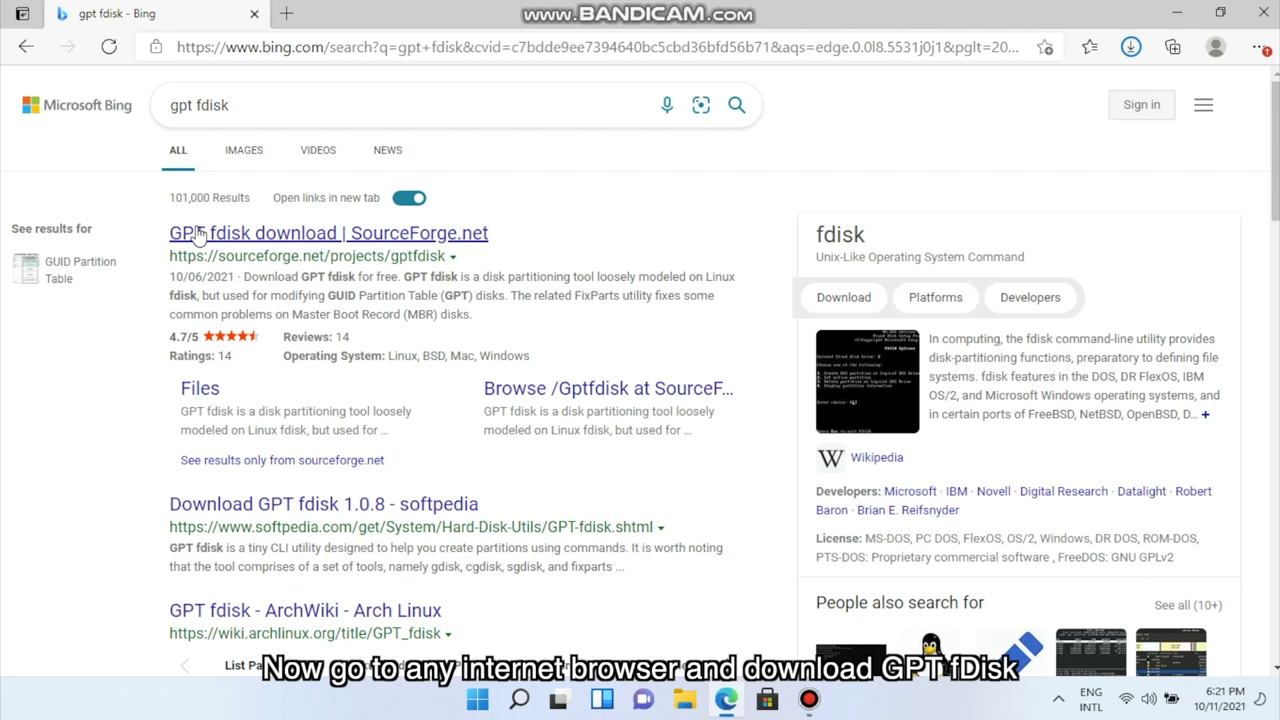 gpt fdisk - Bing
www.BANDICAM.com
https://www.bing.com/search?q=gpt+fdisk&cvid=c7bdde9ee7394640bc5cbd36bfd56b71&aqs=edge.0.0l8.5531j0j1&pglt=20...
Microsoft Bing
gpt fdisk
Sign in
ALL
IMAGES
VIDEOS
NEWS
101,000 Results
Open links in new tab
See results for
GUID Partition
Table
GPT fdisk download | SourceForge.net
https://sourceforge.net/projects/gptfdisk
10/06/2021 · Download GPT fdisk for free. GPT fdisk is a disk partitioning tool loosely modeled on Linux
fdisk, but used for modifying GUID Partition Table (GPT) disks. The related FixParts utility fixes some
common problems on Master Boot Record (MBR) disks.
4.7/5
Reviews: 14
Ratings: 14
Operating System: Linux, BSD, Mac, Windows
Files
GPT fdisk is a disk partitioning tool loosely
modeled on Linux fdisk, but used for ...
Browse /Gptfdisk at SourceF...
GPT fdisk is a disk partitioning tool loosely
modeled on Linux fdisk, but used for ...
See results only from sourceforge.net
Download GPT fdisk 1.0.8 - softpedia
https://www.softpedia.com/get/System/Hard-Disk-Utils/GPT-fdisk.shtml
GPT fdisk is a tiny CLI utility designed to help you create partitions using commands. It is worth noting
that the tool comprises of a set of tools, namely gdisk, cgdisk, sgdisk, and fixparts ...
GPT fdisk - ArchWiki - Arch Linux
https://wiki.archlinux.org/title/GPT_fdisk
List Pa
fdisk
Unix-Like Operating System Command
Download
Platforms
Developers
In computing, the fdisk command-line utility provides
disk-partitioning functions, preparatory to defining file
systems. fdisk features in the DOS, DR FlexOS, IBM
OS/2, and Microsoft Windows operating systems, and
in certain ports of FreeBSD, NetBSD, OpenBSD, D... +
W Wikipedia
Developers: Microsoft · IBM · Novell · Digital Research · Datalight · Robert
Baron · Brian E. Reifsnyder
License: MS-DOS, PC DOS, FlexOS, OS/2, Windows, DR DOS, ROM-DOS,
PTS-DOS: Proprietary commercial software , FreeDOS: GNU GPLv2
People also search for
See all (10+)
Now go to any internet browser and download GPT fDisk
ENG
INTL
6:21 PM
10/11/2021